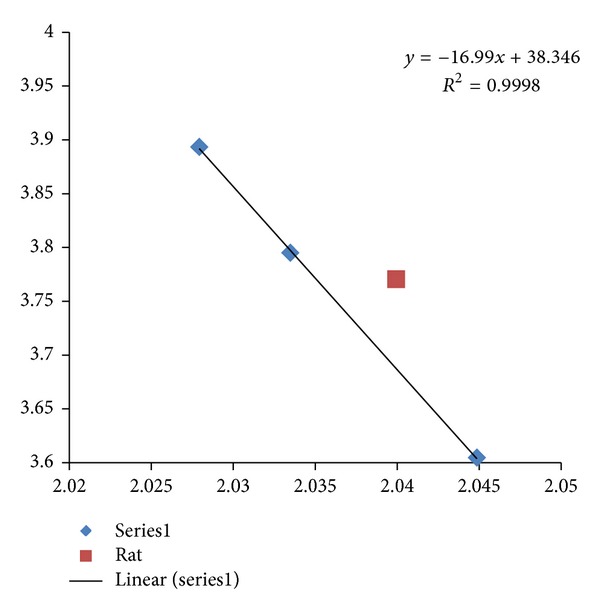 y = −16.99x + 38.346
R² = 0.9998
4
3.95
3.9
3.85
3.8
3.75
3.7
3.65
3.6
2.02 2.025 2.03 2.035 2.04 2.045 2.05
Series1
Rat
Linear (series1)